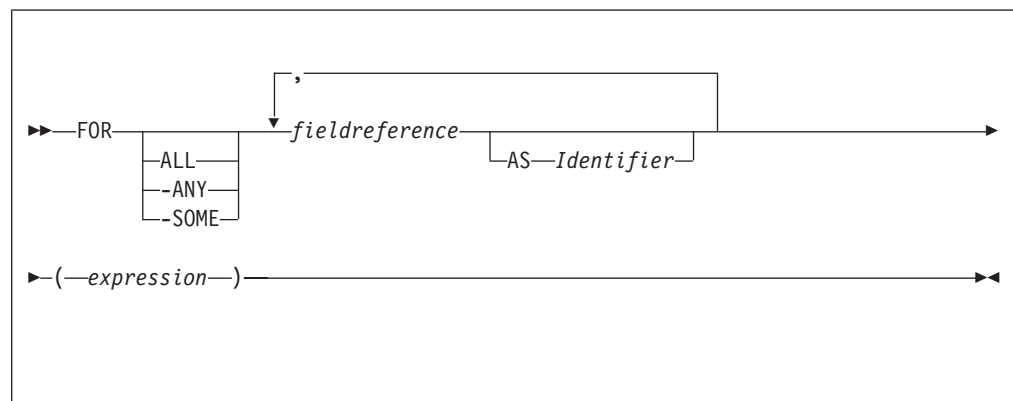 ,
FOR fieldreference
ALL AS Identifier
-ANY
-SOME
( expression )